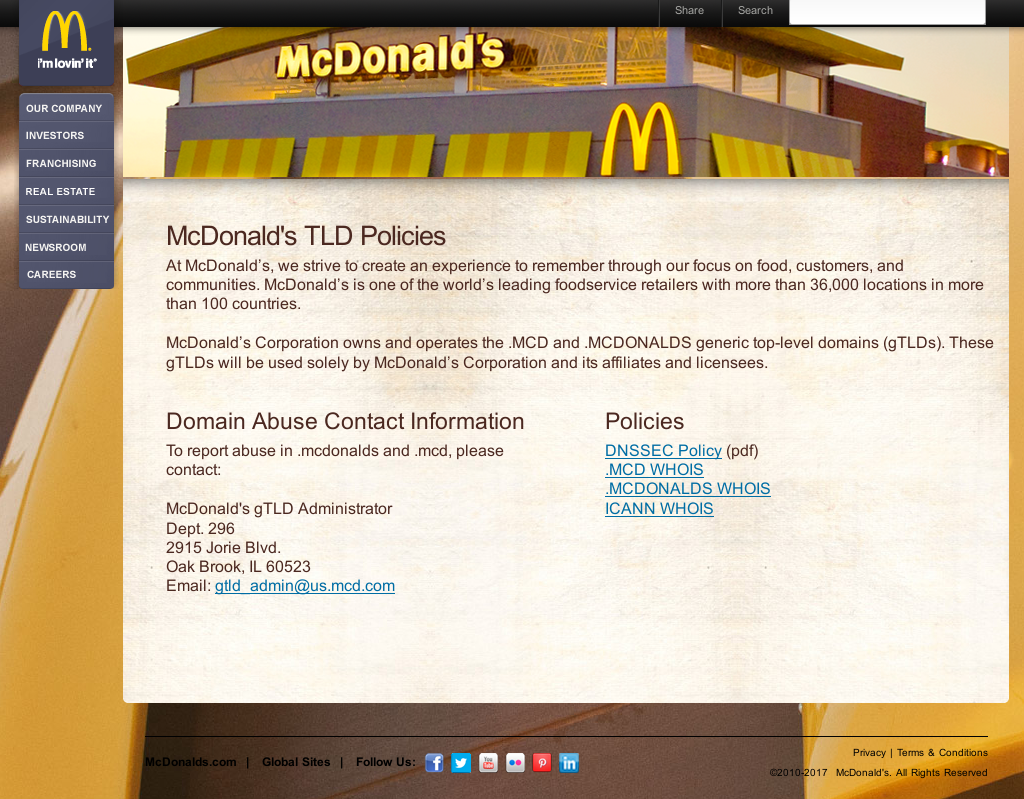 Share Search
i'm lovin' it
McDonald's
OUR COMPANY
INVESTORS
FRANCHISING
REAL ESTATE
SUSTAINABILITY
NEWSROOM
CAREERS
McDonald's TLD Policies
At McDonald’s, we strive to create an experience to remember through our focus on food, customers, and
communities. McDonald’s is one of the world’s leading foodservice retailers with more than 36,000 locations in more
than 100 countries.
McDonald’s Corporation owns and operates the .MCD and .MCDONALDS generic top-level domains (gTLDs). These
gTLDs will be used solely by McDonald’s Corporation and its affiliates and licensees.
Domain Abuse Contact Information
To report abuse in .mcdonalds and .mcd, please
contact:
McDonald's gTLD Administrator
Dept. 296
2915 Jorie Blvd.
Oak Brook, IL 60523
Email: gtld_admin@us.mcd.com
Policies
DNSSEC Policy (pdf)
.MCD WHOIS
.MCDONALDS WHOIS
ICANN WHOIS
McDonalds.com | Global Sites | Follow Us:
Privacy | Terms & Conditions
©2010-2017 McDonald's. All Rights Reserved